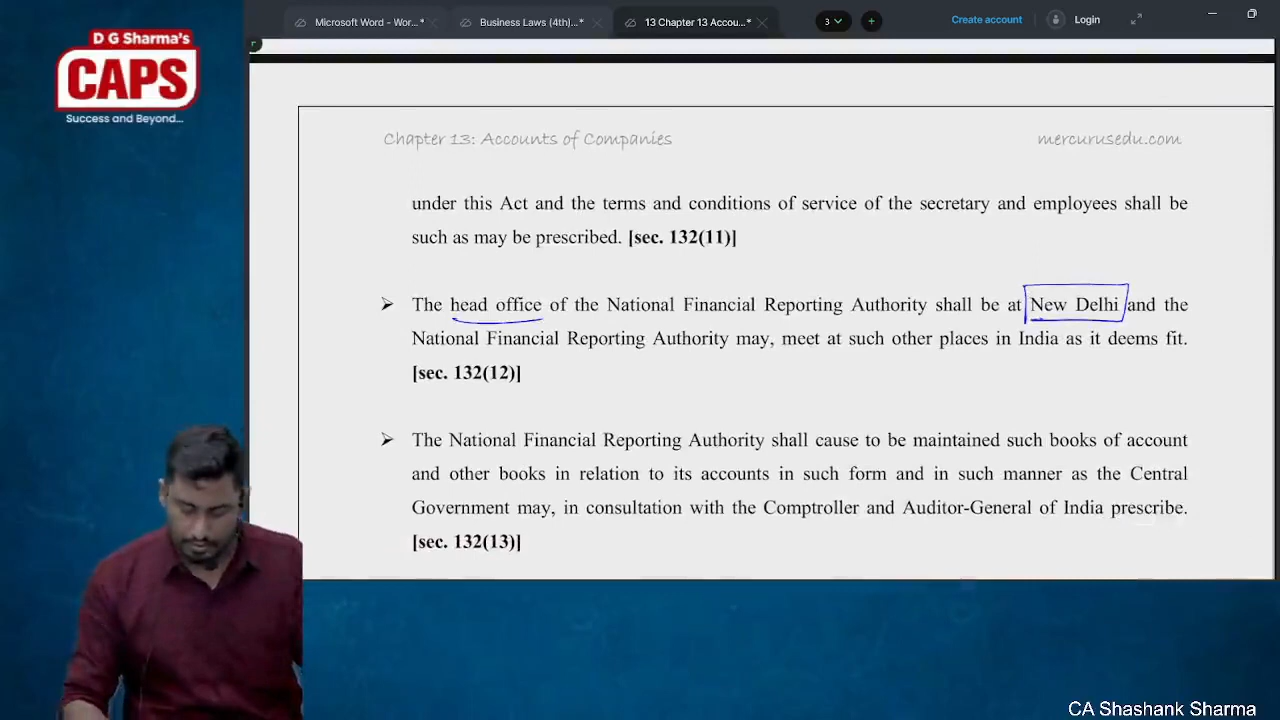 D G Sharma's
CAPS
Success and Beyond...
Microsoft Word - Wor...*
Business Laws (4th)...*
13 Chapter 13 Accou...*
3
Create account
Login
Chapter 13: Accounts of Companies
mercurusedu.com
under this Act and the terms and conditions of service of the secretary and employees shall be
such as may be prescribed. [sec. 132(11)]
The head office of the National Financial Reporting Authority shall be at New Delhi and the
National Financial Reporting Authority may, meet at such other places in India as it deems fit.
[sec. 132(12)]
The National Financial Reporting Authority shall cause to be maintained such books of account
and other books in relation to its accounts in such form and in such manner as the Central
Government may, in consultation with the Comptroller and Auditor-General of India prescribe.
[sec. 132(13)]
CA Shashank Sharma